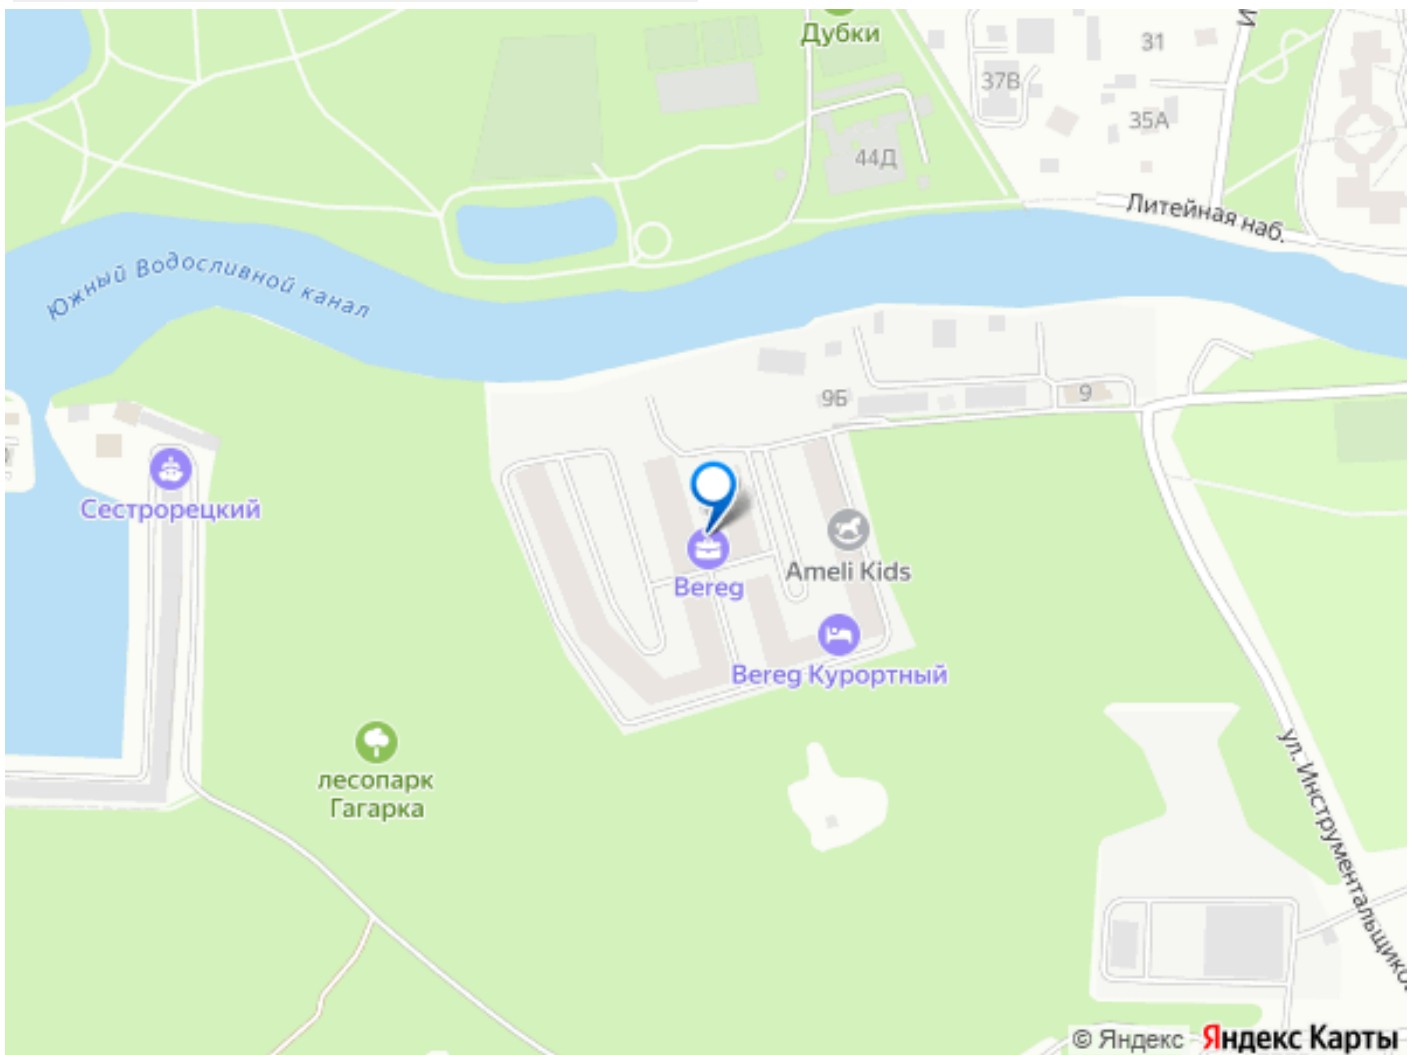 Дубки
31
37В
35А
44Д
Литейная наб.
Южный Водосливной канал
9Б
9
Сестрорецкий
Bereg
Ameli Kids
Bereg Курортный
лесопарк
Гагарка
ул. Инструментальщиков
© Яндекс Яндекс Карты